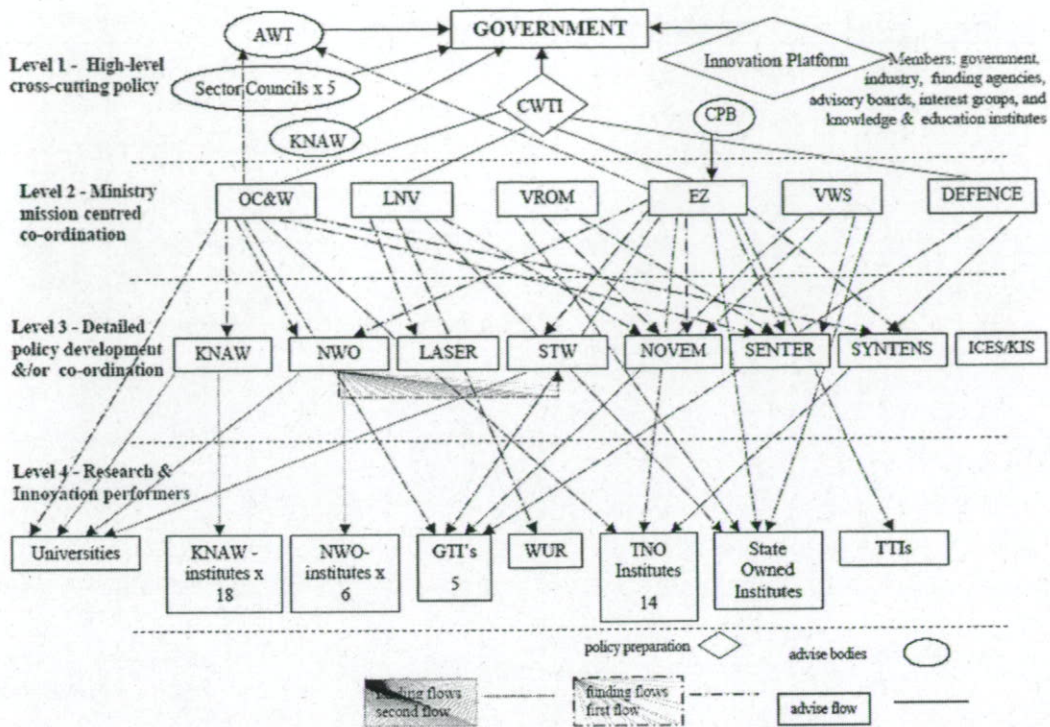 GOVERNMENT
AWT
Level 1 - High-level
cross-cutting policy
Sector Councils x 5
KNAW
CWTI
CPB
Innovation Platform
Members: government,
industry, funding agencies,
advisory boards, interest groups, and
knowledge & education institutes
Level 2 - Ministry
mission centred
co-ordination
OC&W
LNV
VROM
EZ
VWS
DEFENCE
Level 3 - Detailed
policy development
&/or co-ordination
KNAW
NWO
LASER
STW
NOVEM
SENTER
SYNTENS
ICES/KIS
Level 4 - Research &
Innovation performers
Universities
KNAW -
institutes x
18
NWO-
institutes x
6
GTI's
5
WUR
TNO
Institutes
14
State
Owned
Institutes
TTIs
policy preparation
advise bodies
funding flows
second flow
funding flows
first flow
advise flow